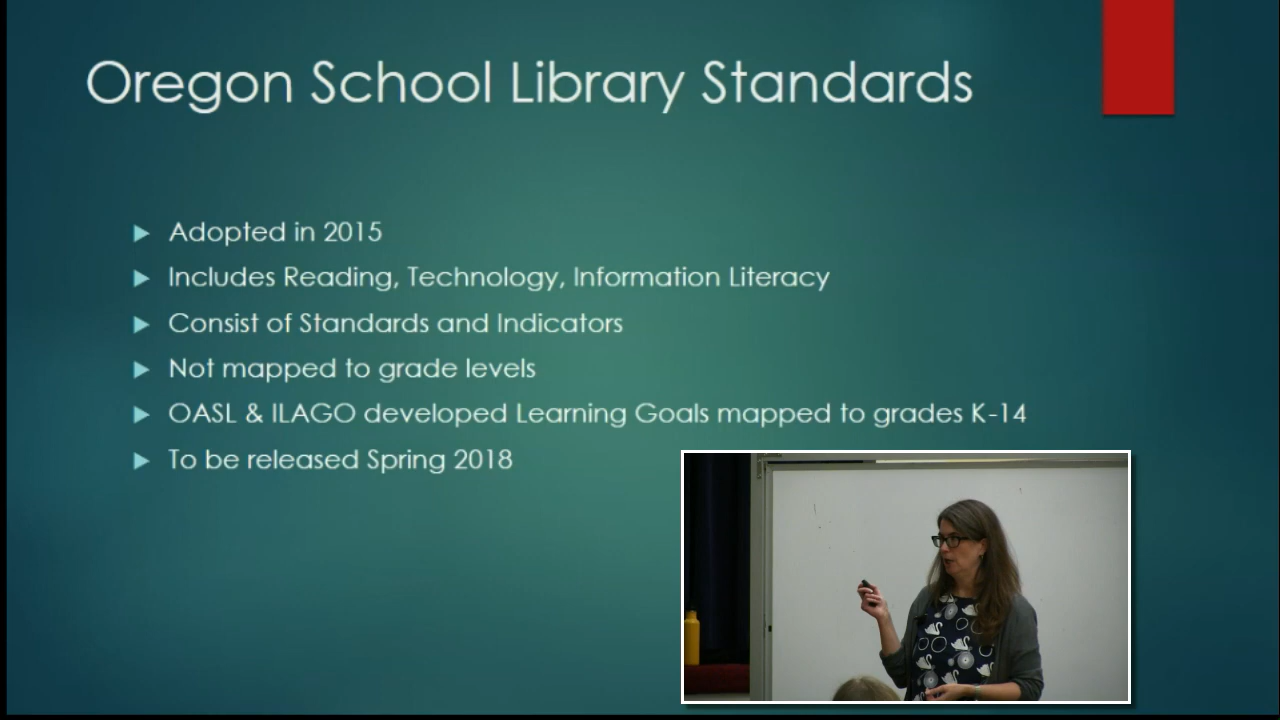 Oregon School Library Standards
Adopted in 2015
Includes Reading, Technology, Information Literacy
Consist of Standards and Indicators
Not mapped to grade levels
OASL & ILAGO developed Learning Goals mapped to grades K-14
To be released Spring 2018